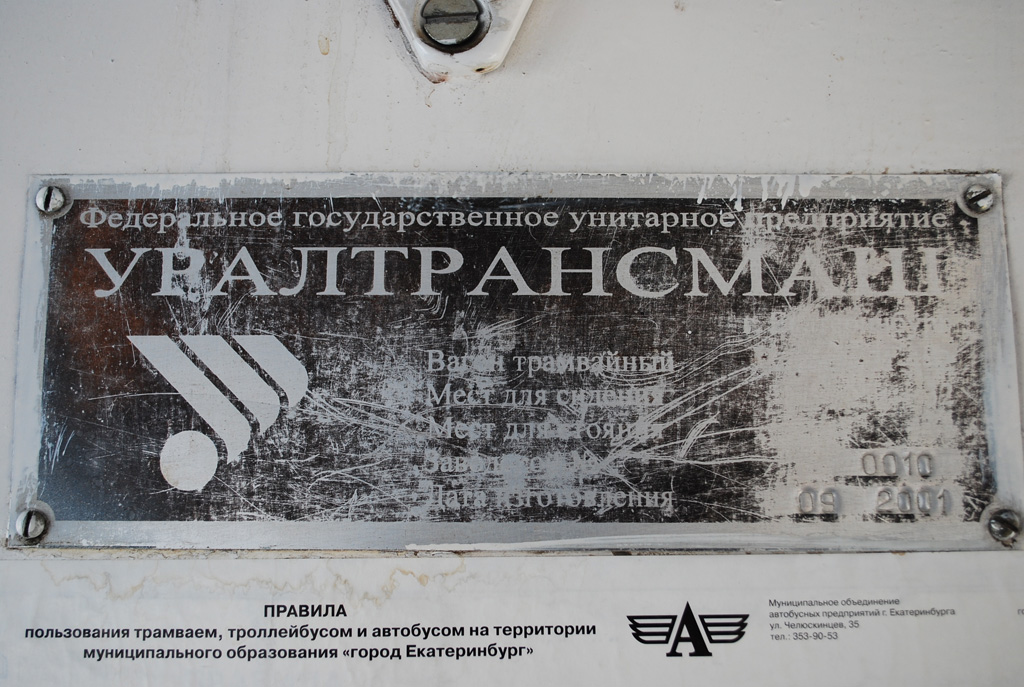 Федеральное государственное унитарное предприятие
УРАЛТРАНСМАШ
Вагон трамвайный
Мест для сидения
Мест для стояния
0010
Дата изготовления 09 2001
ПРАВИЛА
пользования трамваем, троллейбусом и автобусом на территории
муниципального образования «город Екатеринбург»
А
Муниципальное объединение
автобусных предприятий г. Екатеринбурга
ул. Челюскинцев, 35
тел.: 353-90-53